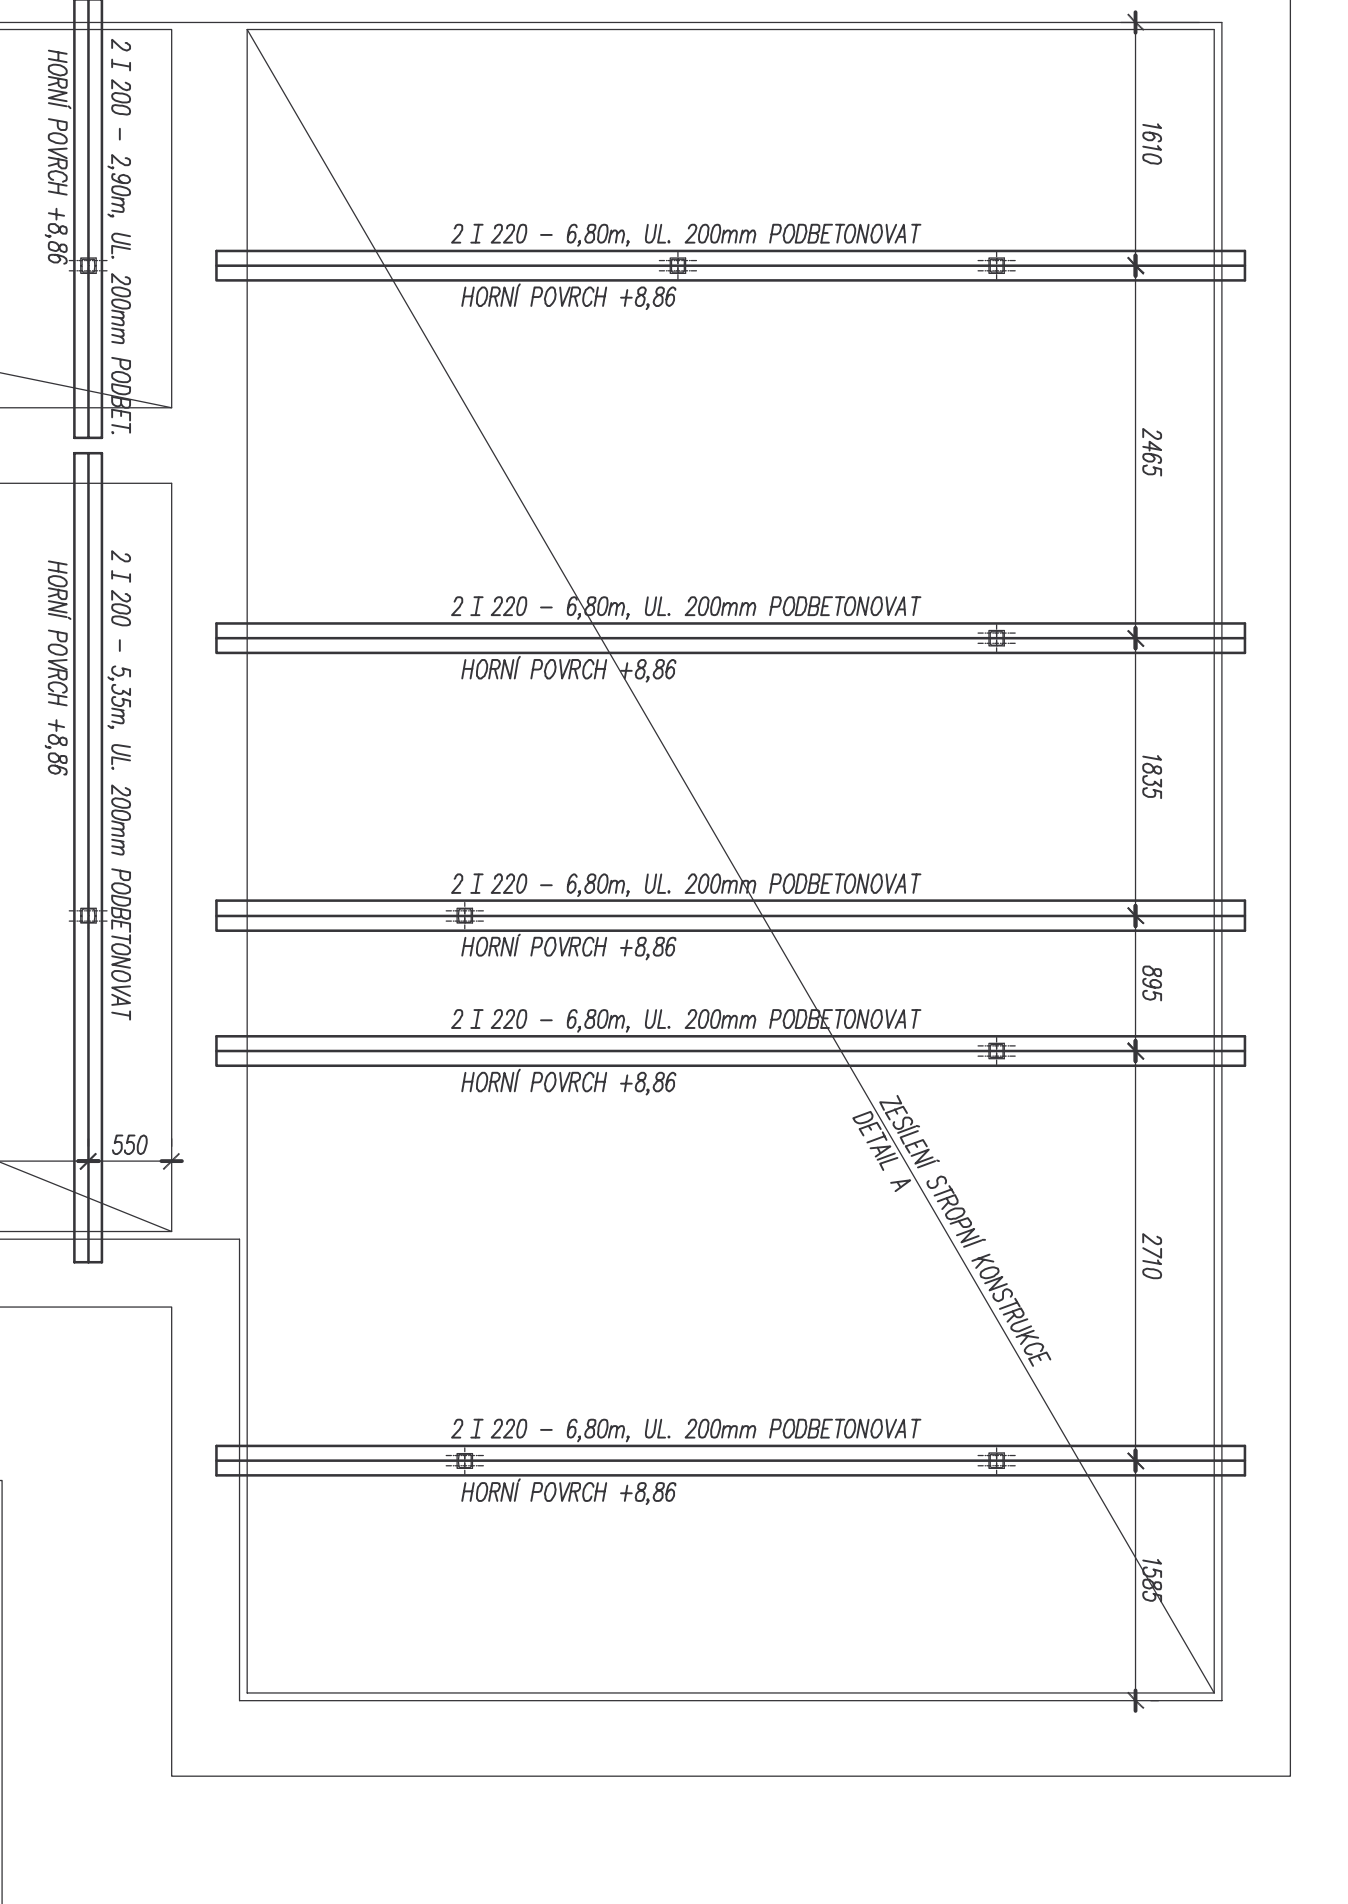 2 I 200 - 2,90m, UL. 200mm PODBET.
HORNÍ POVRCH +8,86
2 I 200 - 5,35m, UL. 200mm PODBETONOVAT
HORNÍ POVRCH +8,86
550
1610
2 I 220 - 6,80m, UL. 200mm PODBETONOVAT
HORNÍ POVRCH +8,86
2465
2 I 220 - 6,80m, UL. 200mm PODBETONOVAT
HORNÍ POVRCH +8,86
1835
2 I 220 - 6,80m, UL. 200mm PODBETONOVAT
HORNÍ POVRCH +8,86
895
2 I 220 - 6,80m, UL. 200mm PODBETONOVAT
HORNÍ POVRCH +8,86
ZESÍLENÍ STROPNÍ KONSTRUKCE
DETAIL A
2710
2 I 220 - 6,80m, UL. 200mm PODBETONOVAT
HORNÍ POVRCH +8,86
1585